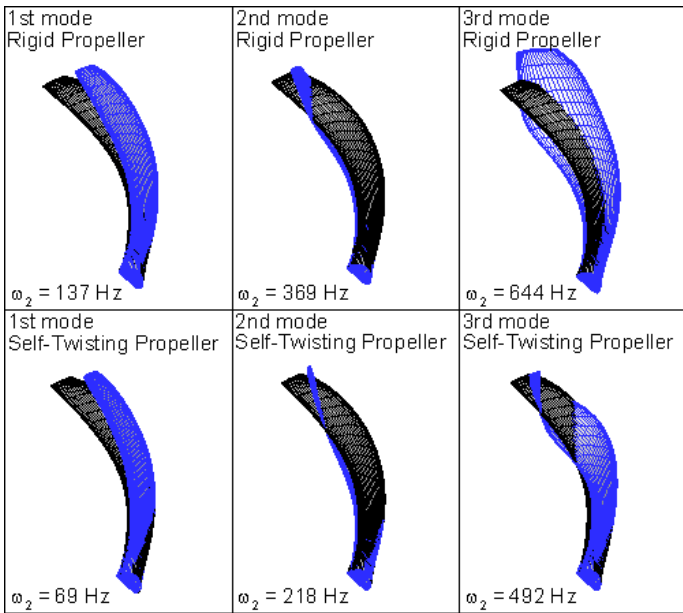 1st mode
Rigid Propeller
ω₂ = 137 Hz
2nd mode
Rigid Propeller
ω₂ = 369 Hz
3rd mode
Rigid Propeller
ω₂ = 644 Hz
1st mode
Self-Twisting Propeller
ω₂ = 69 Hz
2nd mode
Self-Twisting Propeller
ω₂ = 218 Hz
3rd mode
Self-Twisting Propeller
ω₂ = 492 Hz